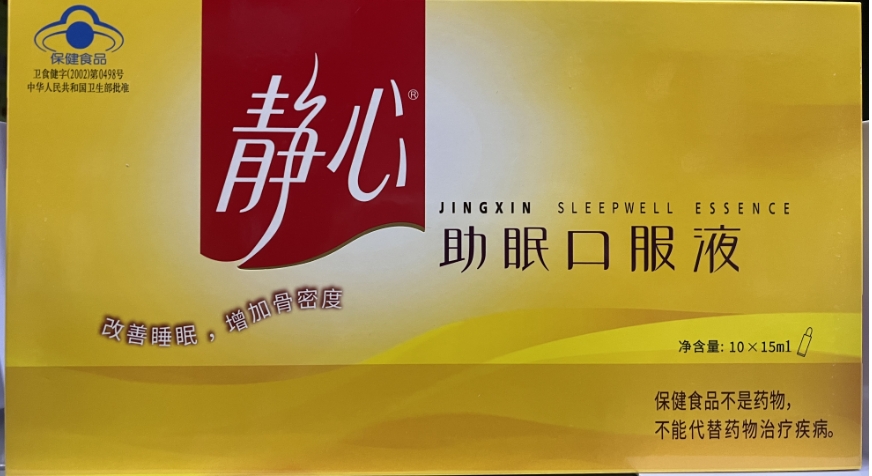 保健食品
卫食健字(2002)第0498号
中华人民共和国卫生部批准
静心®
JINGXIN SLEEPWELL ESSENCE
助眠口服液
改善睡眠，增加骨密度
净含量: 10×15ml
保健食品不是药物，
不能代替药物治疗疾病。